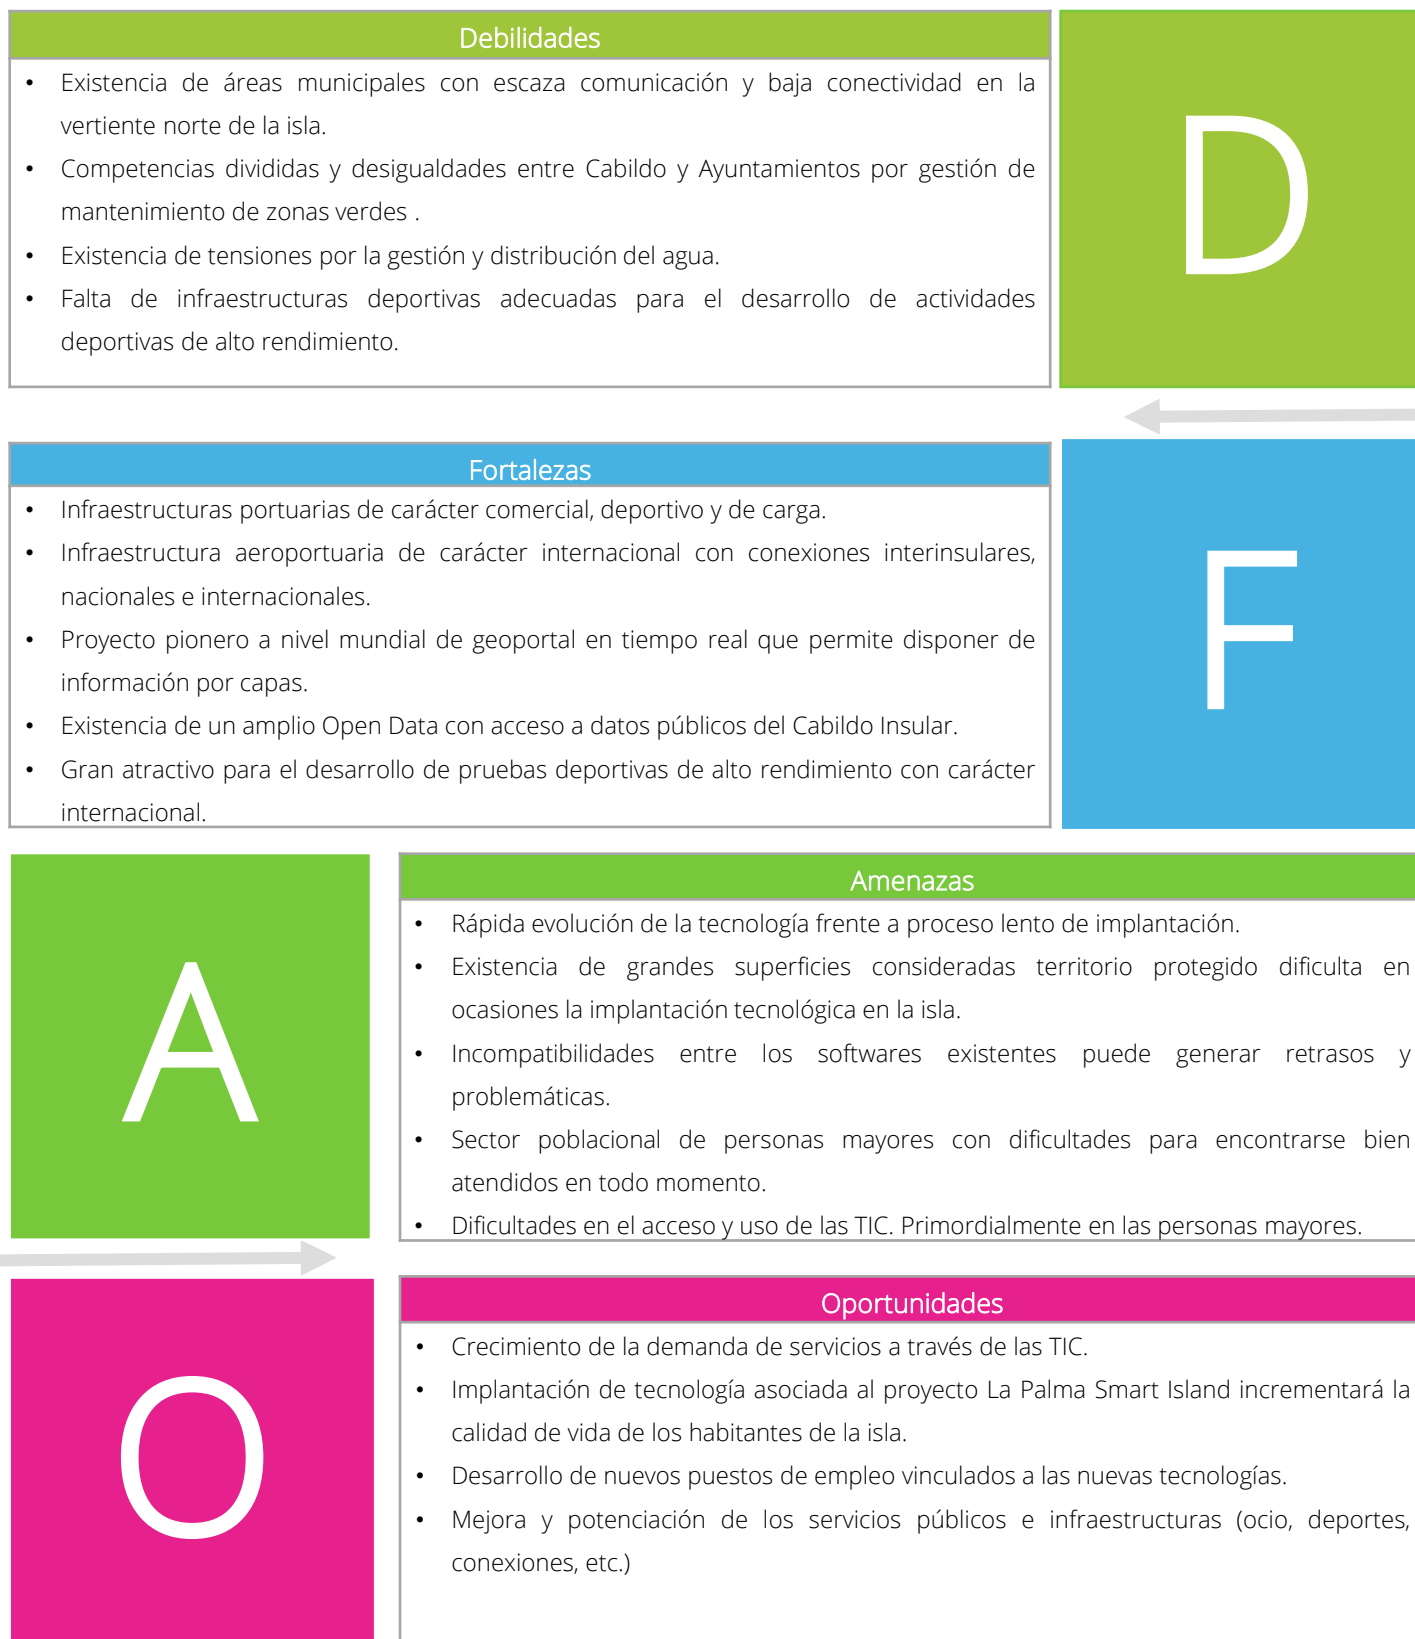 Debilidades
• Existencia de áreas municipales con escaza comunicación y baja conectividad en la
vertiente norte de la isla.
• Competencias divididas y desigualdades entre Cabildo y Ayuntamientos por gestión de
mantenimiento de zonas verdes .
• Existencia de tensiones por la gestión y distribución del agua.
• Falta de infraestructuras deportivas adecuadas para el desarrollo de actividades
deportivas de alto rendimiento.
D
Fortalezas
• Infraestructuras portuarias de carácter comercial, deportivo y de carga.
• Infraestructura aeroportuaria de carácter internacional con conexiones interinsulares,
nacionales e internacionales.
• Proyecto pionero a nivel mundial de geoportal en tiempo real que permite disponer de
información por capas.
• Existencia de un amplio Open Data con acceso a datos públicos del Cabildo Insular.
• Gran atractivo para el desarrollo de pruebas deportivas de alto rendimiento con carácter
internacional.
F
A
Amenazas
• Rápida evolución de la tecnología frente a proceso lento de implantación.
• Existencia de grandes superficies consideradas territorio protegido dificulta en
ocasiones la implantación tecnológica en la isla.
• Incompatibilidades entre los softwares existentes puede generar retrasos y
problemáticas.
• Sector poblacional de personas mayores con dificultades para encontrarse bien
atendidos en todo momento.
• Dificultades en el acceso y uso de las TIC. Primordialmente en las personas mayores.
O
Oportunidades
• Crecimiento de la demanda de servicios a través de las TIC.
• Implantación de tecnología asociada al proyecto La Palma Smart Island incrementará la
calidad de vida de los habitantes de la isla.
• Desarrollo de nuevos puestos de empleo vinculados a las nuevas tecnologías.
• Mejora y potenciación de los servicios públicos e infraestructuras (ocio, deportes,
conexiones, etc.)